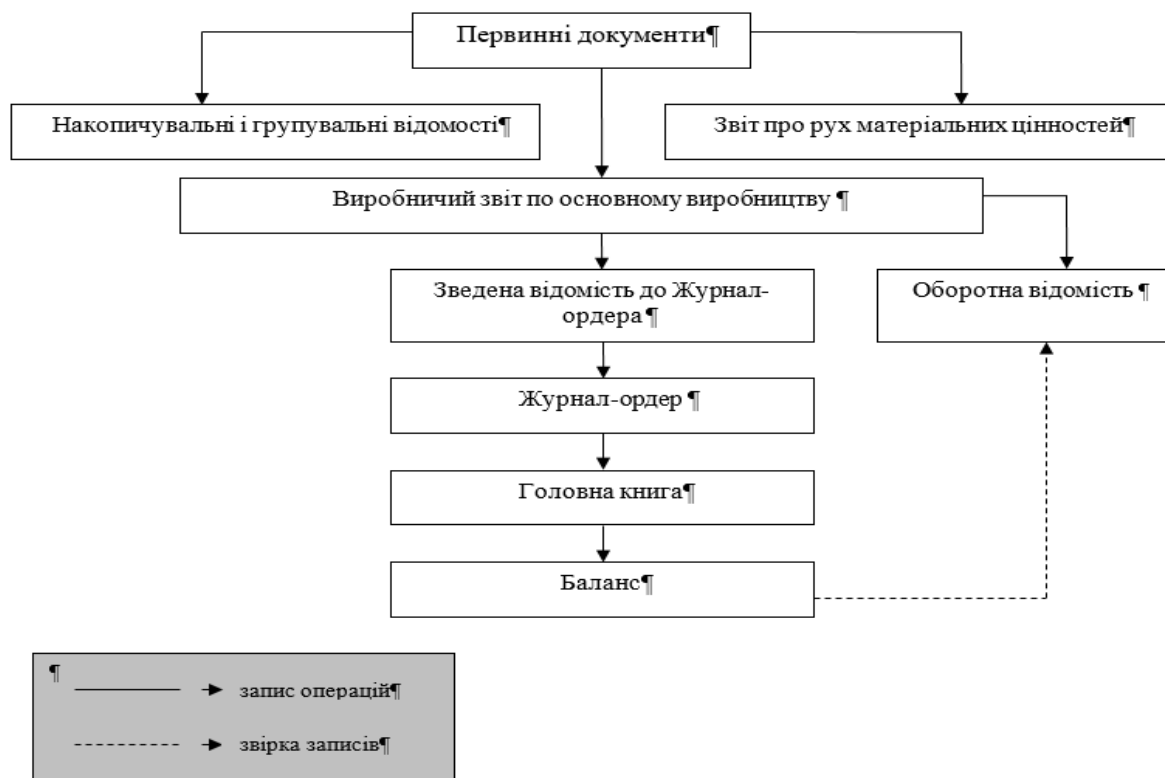 Первинні документи¶
Накопичувальні і групувальні відомості¶
Звіт про рух матеріальних цінностей¶
Виробничий звіт по основному виробництву ¶
Зведена відомість до Журнал-
ордера ¶
Оборотна відомість ¶
Журнал-ордер ¶
Головна книга¶
Баланс¶
¶
запис операцій¶
звірка записів¶